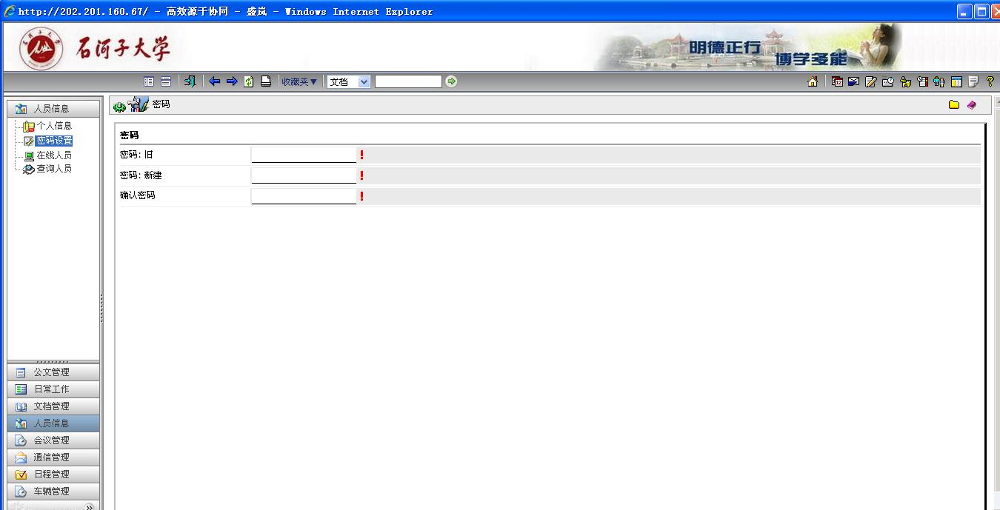 http://202.201.160.67/ - 高效源于协同 - 盛岚 - Windows Internet Explorer
石河子大学
明德正行
博学多能
收藏夹▼ 文档
人员信息
个人信息
密码设置
在线人员
查询人员
密码
密码
密码: 旧 !
密码: 新建 !
确认密码 !
公文管理
日常工作
文档管理
人员信息
会议管理
通信管理
日程管理
车辆管理